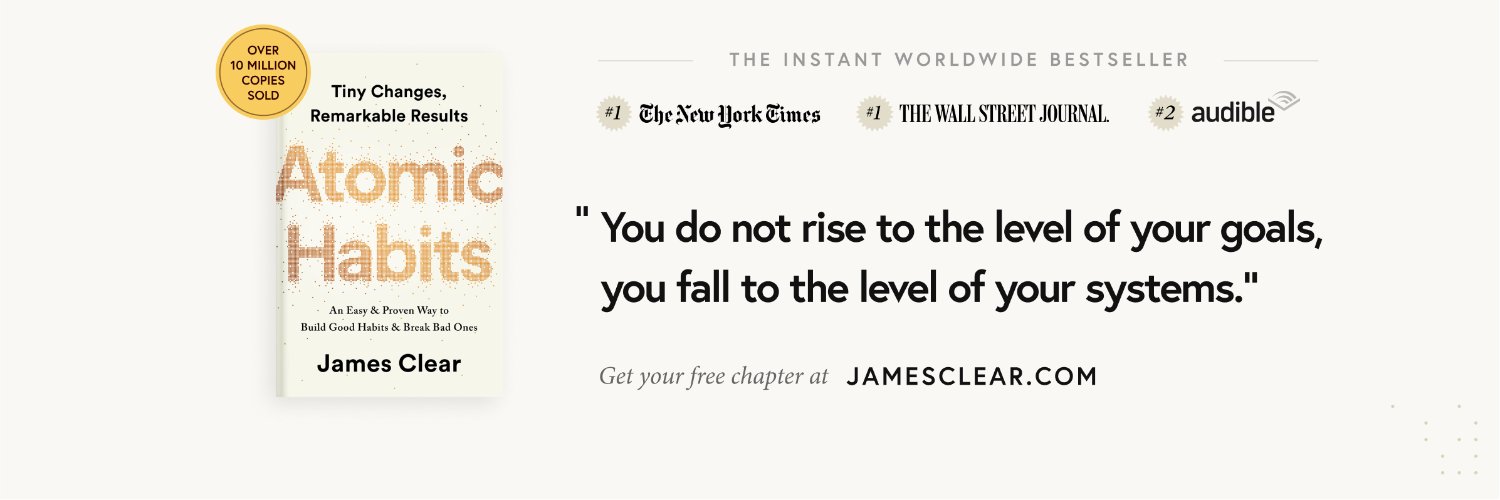 OVER
10 MILLION
COPIES
SOLD
Tiny Changes,
Remarkable Results
Atomic
Habits
An Easy & Proven Way to
Build Good Habits & Break Bad Ones
James Clear
THE INSTANT WORLDWIDE BESTSELLER
#1 The New York Times #1 THE WALL STREET JOURNAL. #2 audible
"You do not rise to the level of your goals,
you fall to the level of your systems."
Get your free chapter at JAMESCLEAR.COM